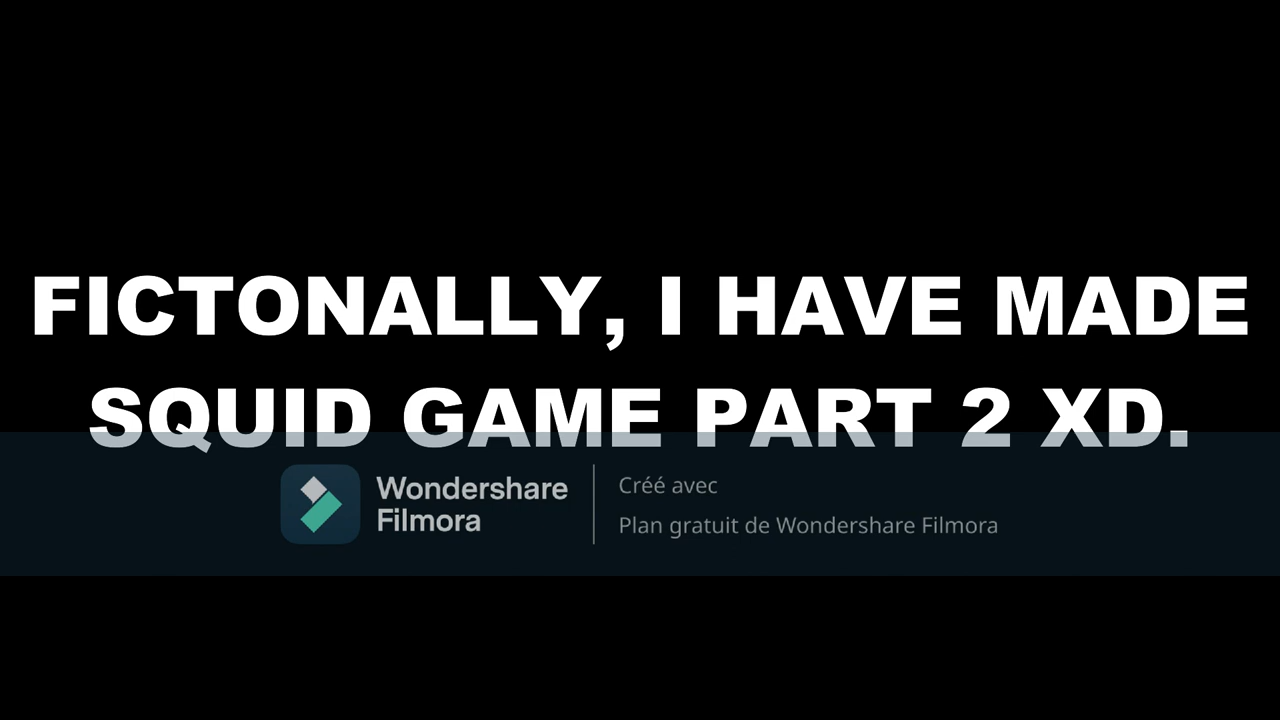 FICTONALLY, I HAVE MADE
SQUID GAME PART 2 XD.
Wondershare
Filmora
Créé avec
Plan gratuit de Wondershare Filmora